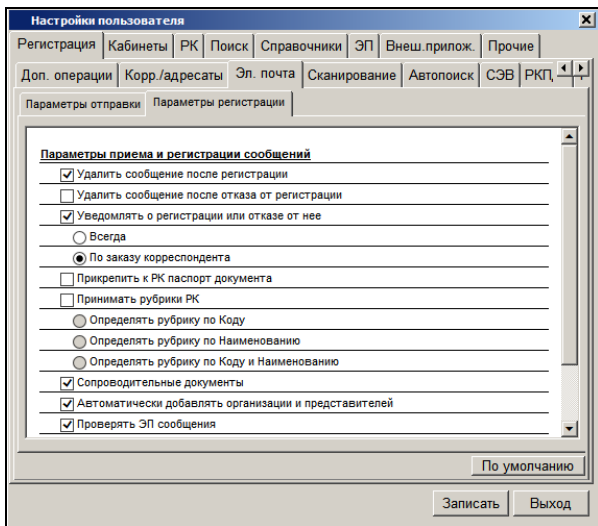 Настройки пользователя
Регистрация Кабинеты РК Поиск Справочники ЭП Внеш.прилож. Прочие
Доп. операции Корр./адресаты Эл. почта Сканирование Автопоиск СЭВ РКПД
Параметры отправки Параметры регистрации
Параметры приема и регистрации сообщений
Удалить сообщение после регистрации
Удалить сообщение после отказа от регистрации
Уведомлять о регистрации или отказе от нее
Всегда
По заказу корреспондента
Прикрепить к РК паспорт документа
Принимать рубрики РК
Определять рубрику по Коду
Определять рубрику по Наименованию
Определять рубрику по Коду и Наименованию
Сопроводительные документы
Автоматически добавлять организации и представителей
Проверять ЭП сообщения
По умолчанию
Записать Выход